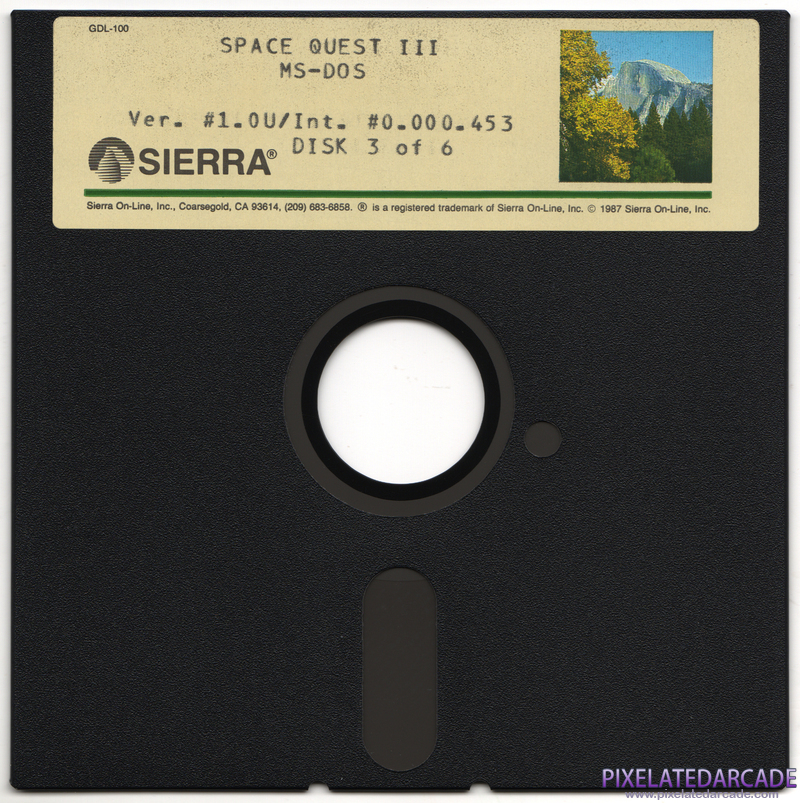 GDL-100
SPACE QUEST III
MS-DOS
Ver. #1.0U/Int. #0.000.453
DISK 3 of 6
SIERRA®
Sierra On-Line, Inc., Coarsegold, CA 93614, (209) 683-6858. ® is a registered trademark of Sierra On-Line, Inc. © 1987 Sierra On-Line, Inc.
PIXELATEDARCADE
www.pixelatedarcade.com